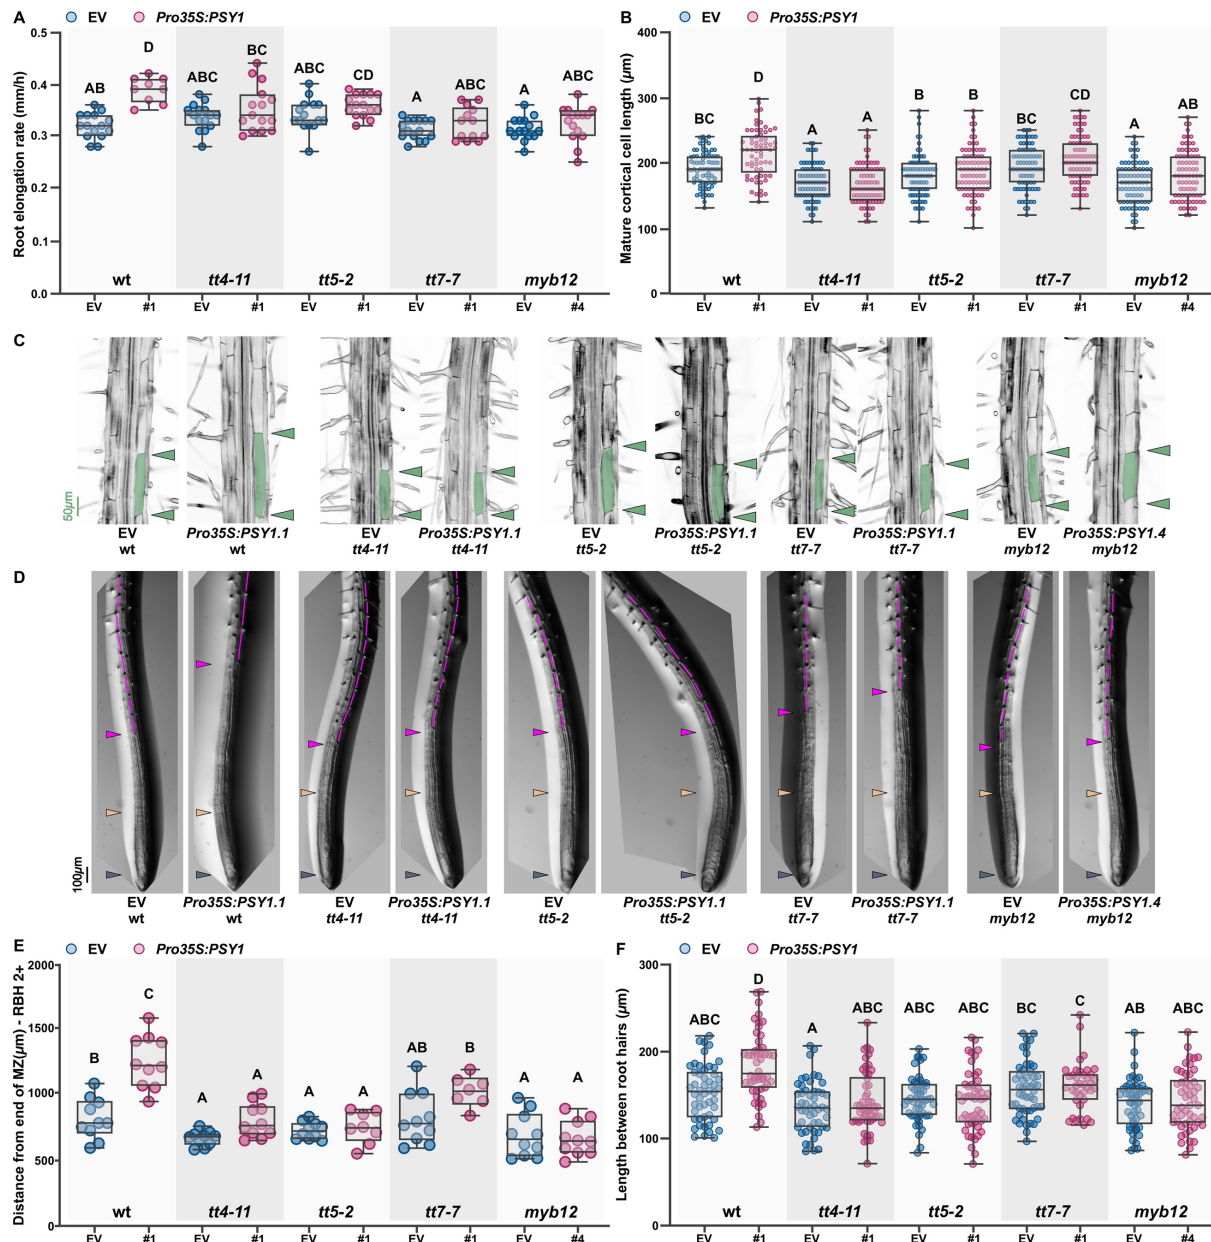 A
EV
Pro35S:PSY1
Root elongation rate (mm/h)
0.5
0.4
0.3
0.2
0.1
0.0
AB
D
ABC
BC
ABC
CD
A
ABC
A
ABC
wt
tt4-11
tt5-2
tt7-7
myb12
EV
#1
EV
#1
EV
#1
EV
#1
EV
#4
B
EV
Pro35S:PSY1
Mature cortical cell length (µm)
400
300
200
100
0
BC
D
A
A
B
B
BC
CD
A
AB
wt
tt4-11
tt5-2
tt7-7
myb12
EV
#1
EV
#1
EV
#1
EV
#1
EV
#4
C
50µm
EV
wt
Pro35S:PSY1.1
wt
EV
tt4-11
Pro35S:PSY1.1
tt4-11
EV
tt5-2
Pro35S:PSY1.1
tt5-2
EV
tt7-7
Pro35S:PSY1.1
tt7-7
EV
myb12
Pro35S:PSY1.4
myb12
D
100µm
EV
wt
Pro35S:PSY1.1
wt
EV
tt4-11
Pro35S:PSY1.1
tt4-11
EV
tt5-2
Pro35S:PSY1.1
tt5-2
EV
tt7-7
Pro35S:PSY1.1
tt7-7
EV
myb12
Pro35S:PSY1.4
myb12
E
EV
Pro35S:PSY1
Distance from end of MZ(µm) - RBH 2+
2000
1500
1000
500
0
B
C
A
A
A
A
AB
B
A
A
wt
tt4-11
tt5-2
tt7-7
myb12
EV
#1
EV
#1
EV
#1
EV
#1
EV
#4
F
EV
Pro35S:PSY1
Length between root hairs (µm)
300
200
100
0
ABC
D
A
ABC
ABC
ABC
BC
C
AB
ABC
wt
tt4-11
tt5-2
tt7-7
myb12
EV
#1
EV
#1
EV
#1
EV
#1
EV
#4